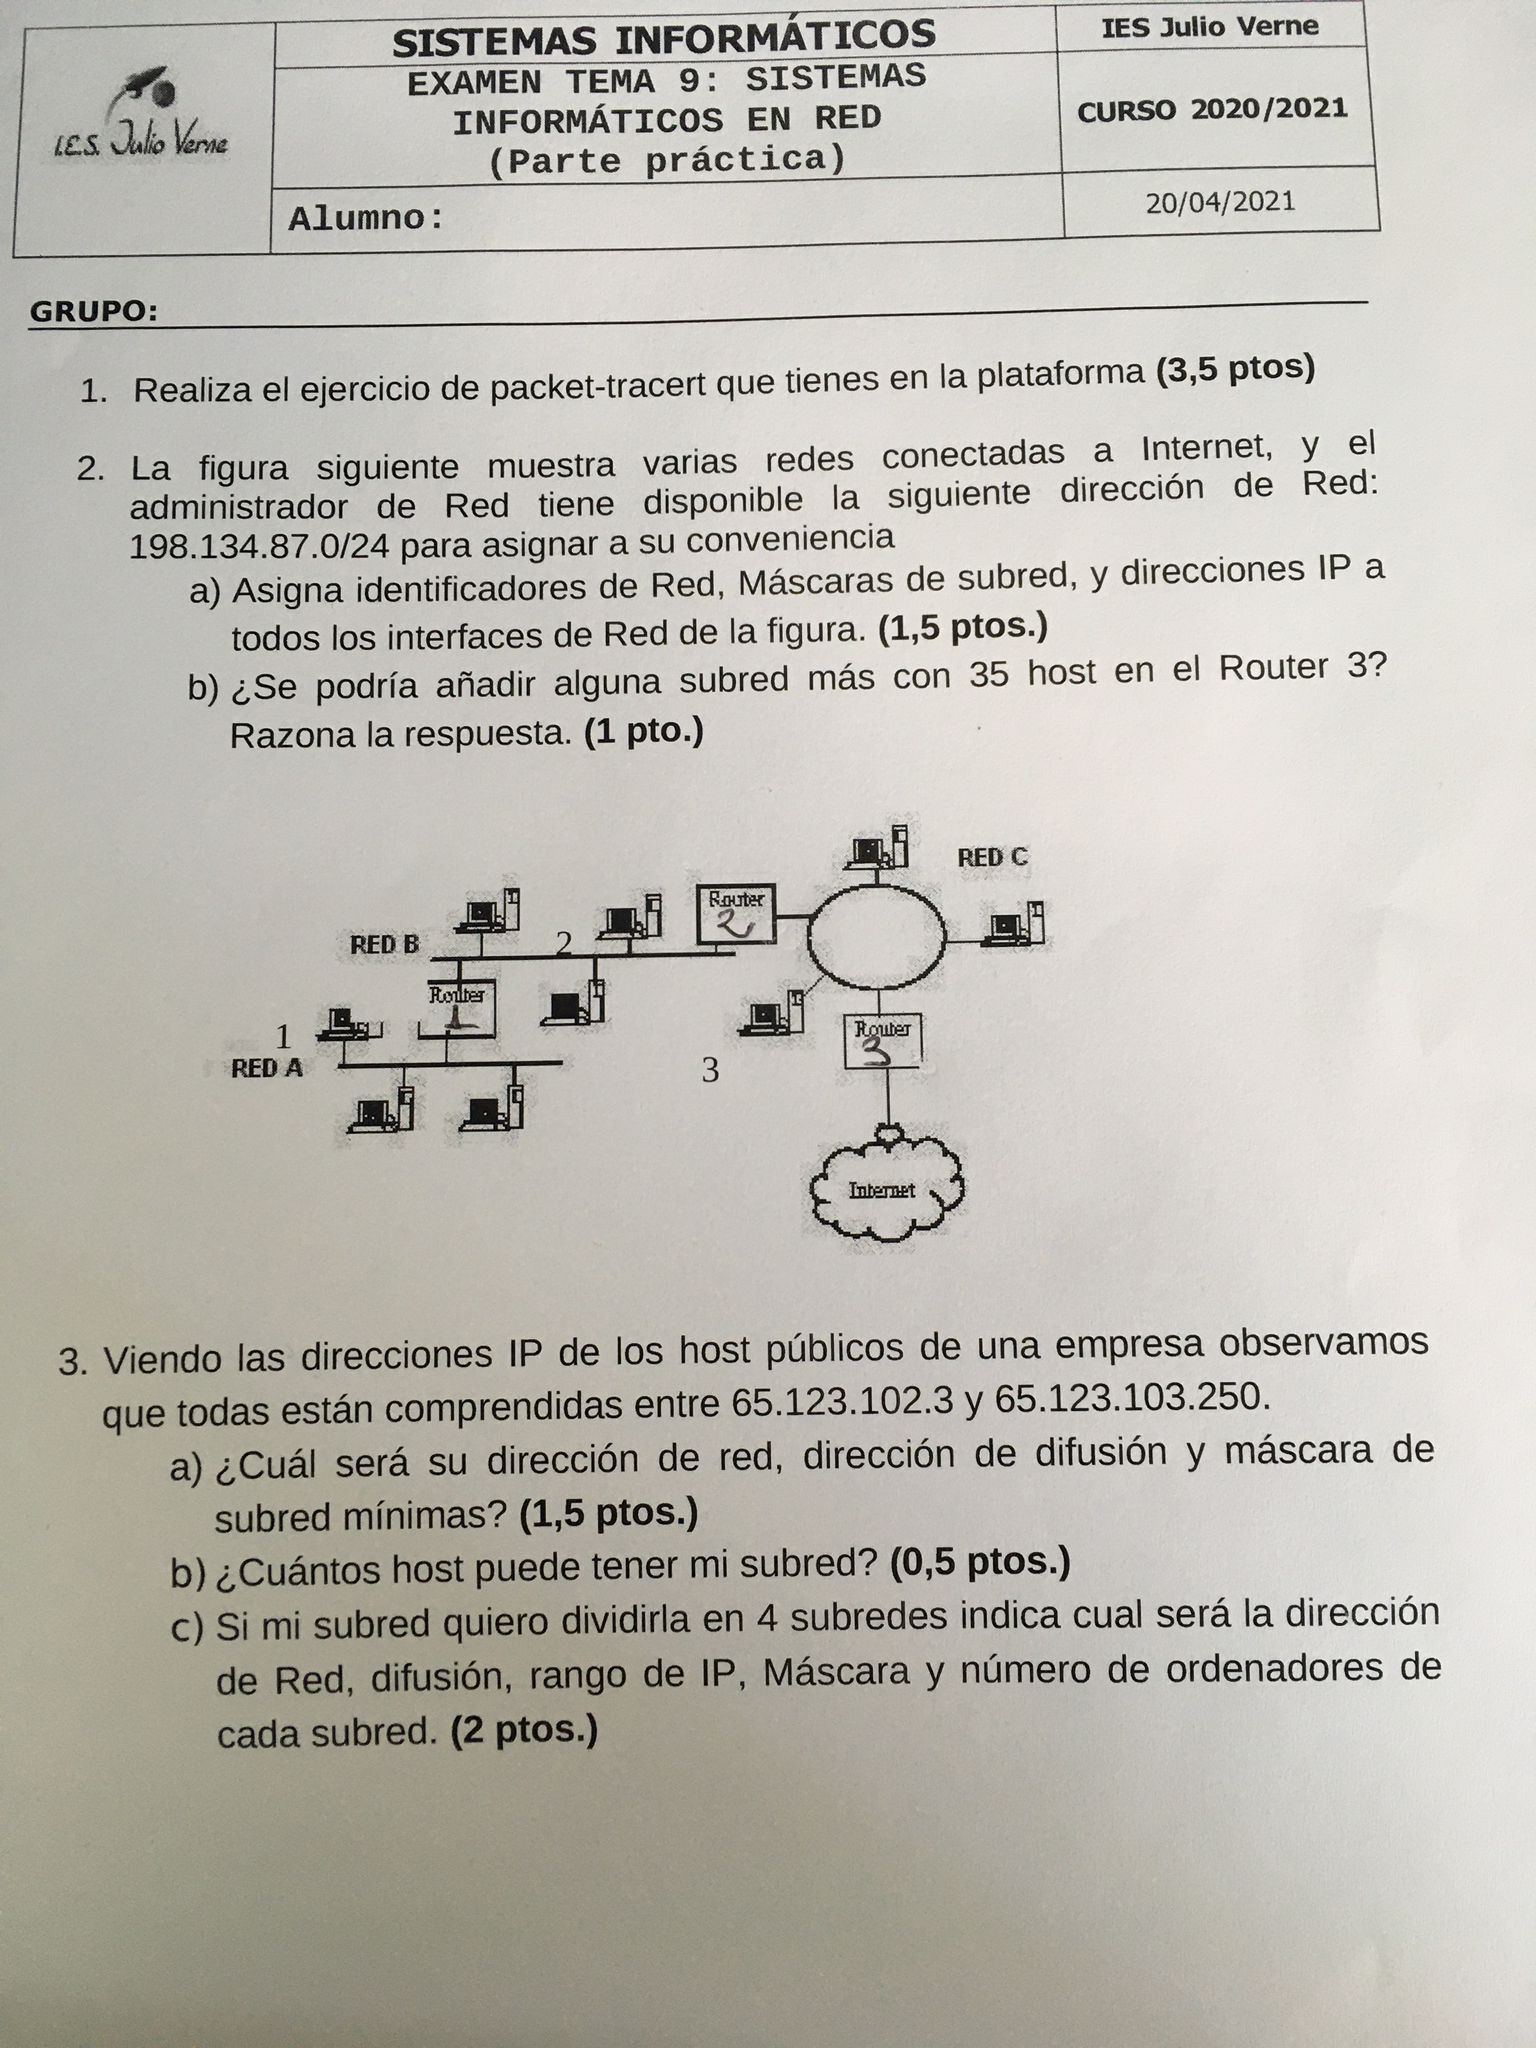 SISTEMAS INFORMÁTICOS
IES Julio Verne
EXAMEN TEMA 9: SISTEMAS
INFORMÁTICOS EN RED
(Parte práctica)
CURSO 2020/2021
I.E.S. Julio Verne
Alumno:
20/04/2021
GRUPO:
1. Realiza el ejercicio de packet-tracert que tienes en la plataforma (3,5 ptos)
2. La figura siguiente muestra varias redes conectadas a Internet, y el
administrador de Red tiene disponible la siguiente dirección de Red:
198.134.87.0/24 para asignar a su conveniencia
a) Asigna identificadores de Red, Máscaras de subred, y direcciones IP a
todos los interfaces de Red de la figura. (1,5 ptos.)
b) ¿Se podría añadir alguna subred más con 35 host en el Router 3?
Razona la respuesta. (1 pto.)
RED C
Router
2
RED B
2
Router
1
1
RED A
Router
3
3
Internet
3. Viendo las direcciones IP de los host públicos de una empresa observamos
que todas están comprendidas entre 65.123.102.3 y 65.123.103.250.
a) ¿Cuál será su dirección de red, dirección de difusión y máscara de
subred mínimas? (1,5 ptos.)
b) ¿Cuántos host puede tener mi subred? (0,5 ptos.)
c) Si mi subred quiero dividirla en 4 subredes indica cual será la dirección
de Red, difusión, rango de IP, Máscara y número de ordenadores de
cada subred. (2 ptos.)